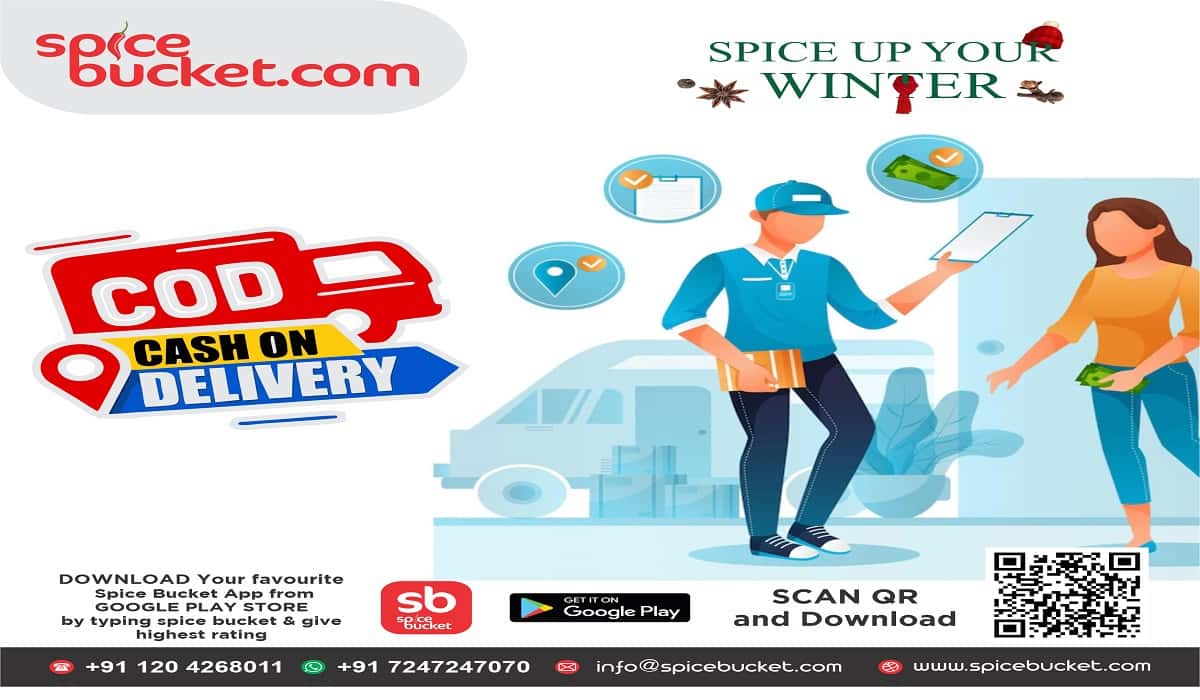 spice
bucket.com
SPICE UP YOUR
WINTER
COD
CASH ON
DELIVERY
DOWNLOAD Your favourite
Spice Bucket App from
GOOGLE PLAY STORE
by typing spice bucket & give
highest rating
sb
spice
bucket
GET IT ON
Google Play
SCAN QR
and Download
+91 120 4268011 +91 7247247070 info@spicebucket.com www.spicebucket.com